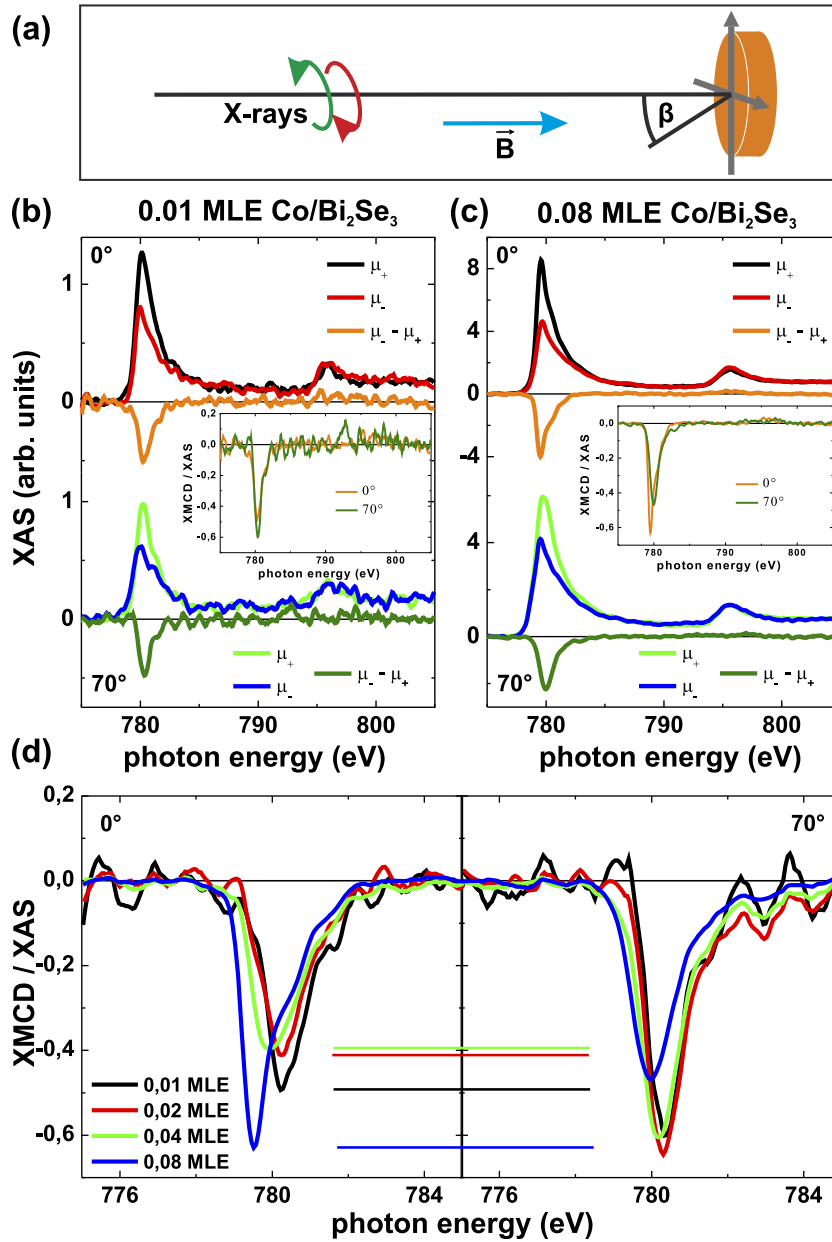 (a)
X-rays
B
β
(b) 0.01 MLE Co/Bi₂Se₃
0°
1
0
1
0
XAS (arb. units)
μ₊
μ₋
μ₋ - μ₊
0,2
0,0
-0,2
-0,4
-0,6
XMCD / XAS
0°
70°
780 790 800
photon energy (eV)
μ₊
μ₋
μ₋ - μ₊
70°
780 790 800
photon energy (eV)
(c) 0.08 MLE Co/Bi₂Se₃
0°
8
4
0
-4
4
0
μ₊
μ₋
μ₋ - μ₊
0,0
-0,2
-0,4
-0,6
XMCD / XAS
0°
70°
780 790 800
photon energy (eV)
μ₊
μ₋
μ₋ - μ₊
70°
780 790 800
photon energy (eV)
(d)
0,2
0,0
-0,2
-0,4
-0,6
XMCD / XAS
0°
70°
0,01 MLE
0,02 MLE
0,04 MLE
0,08 MLE
776 780 784 776 780 784
photon energy (eV)